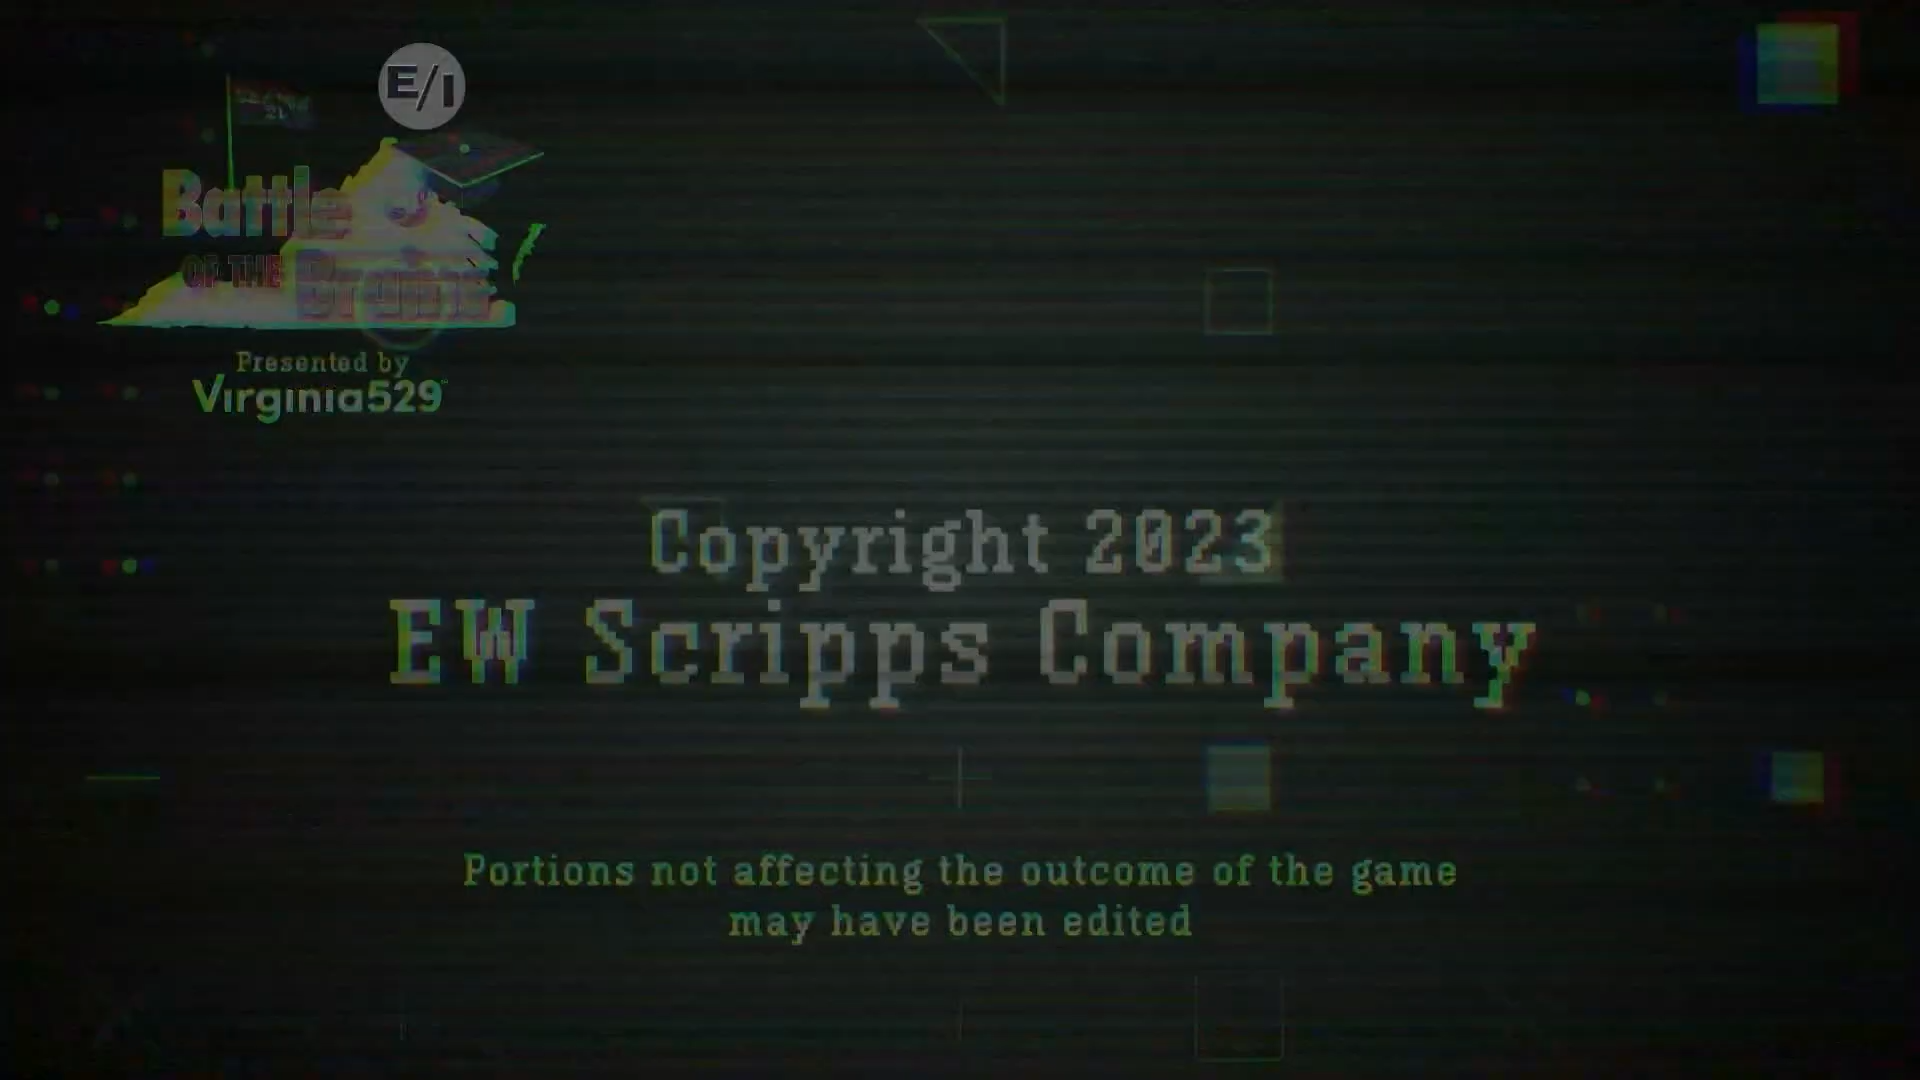 E/I
Battle
OF THE Brains
Presented by
Virginia529
Copyright 2023
EW Scripps Company
Portions not affecting the outcome of the game
may have been edited